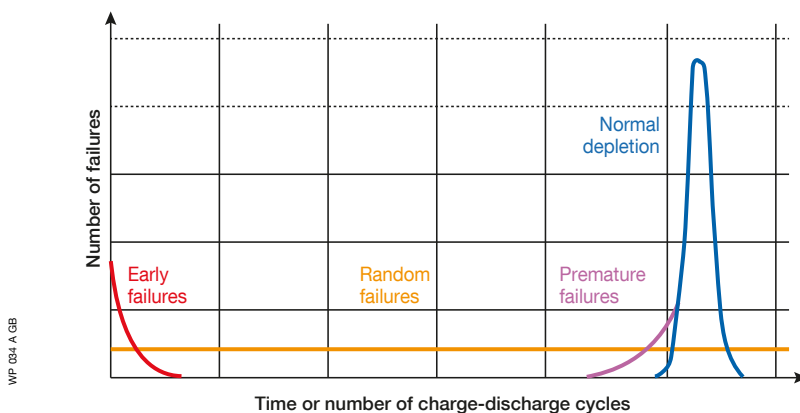 Number of failures
Normal
depletion
Early
failures
Random
failures
Premature
failures
WP 034 A GB
Time or number of charge-discharge cycles